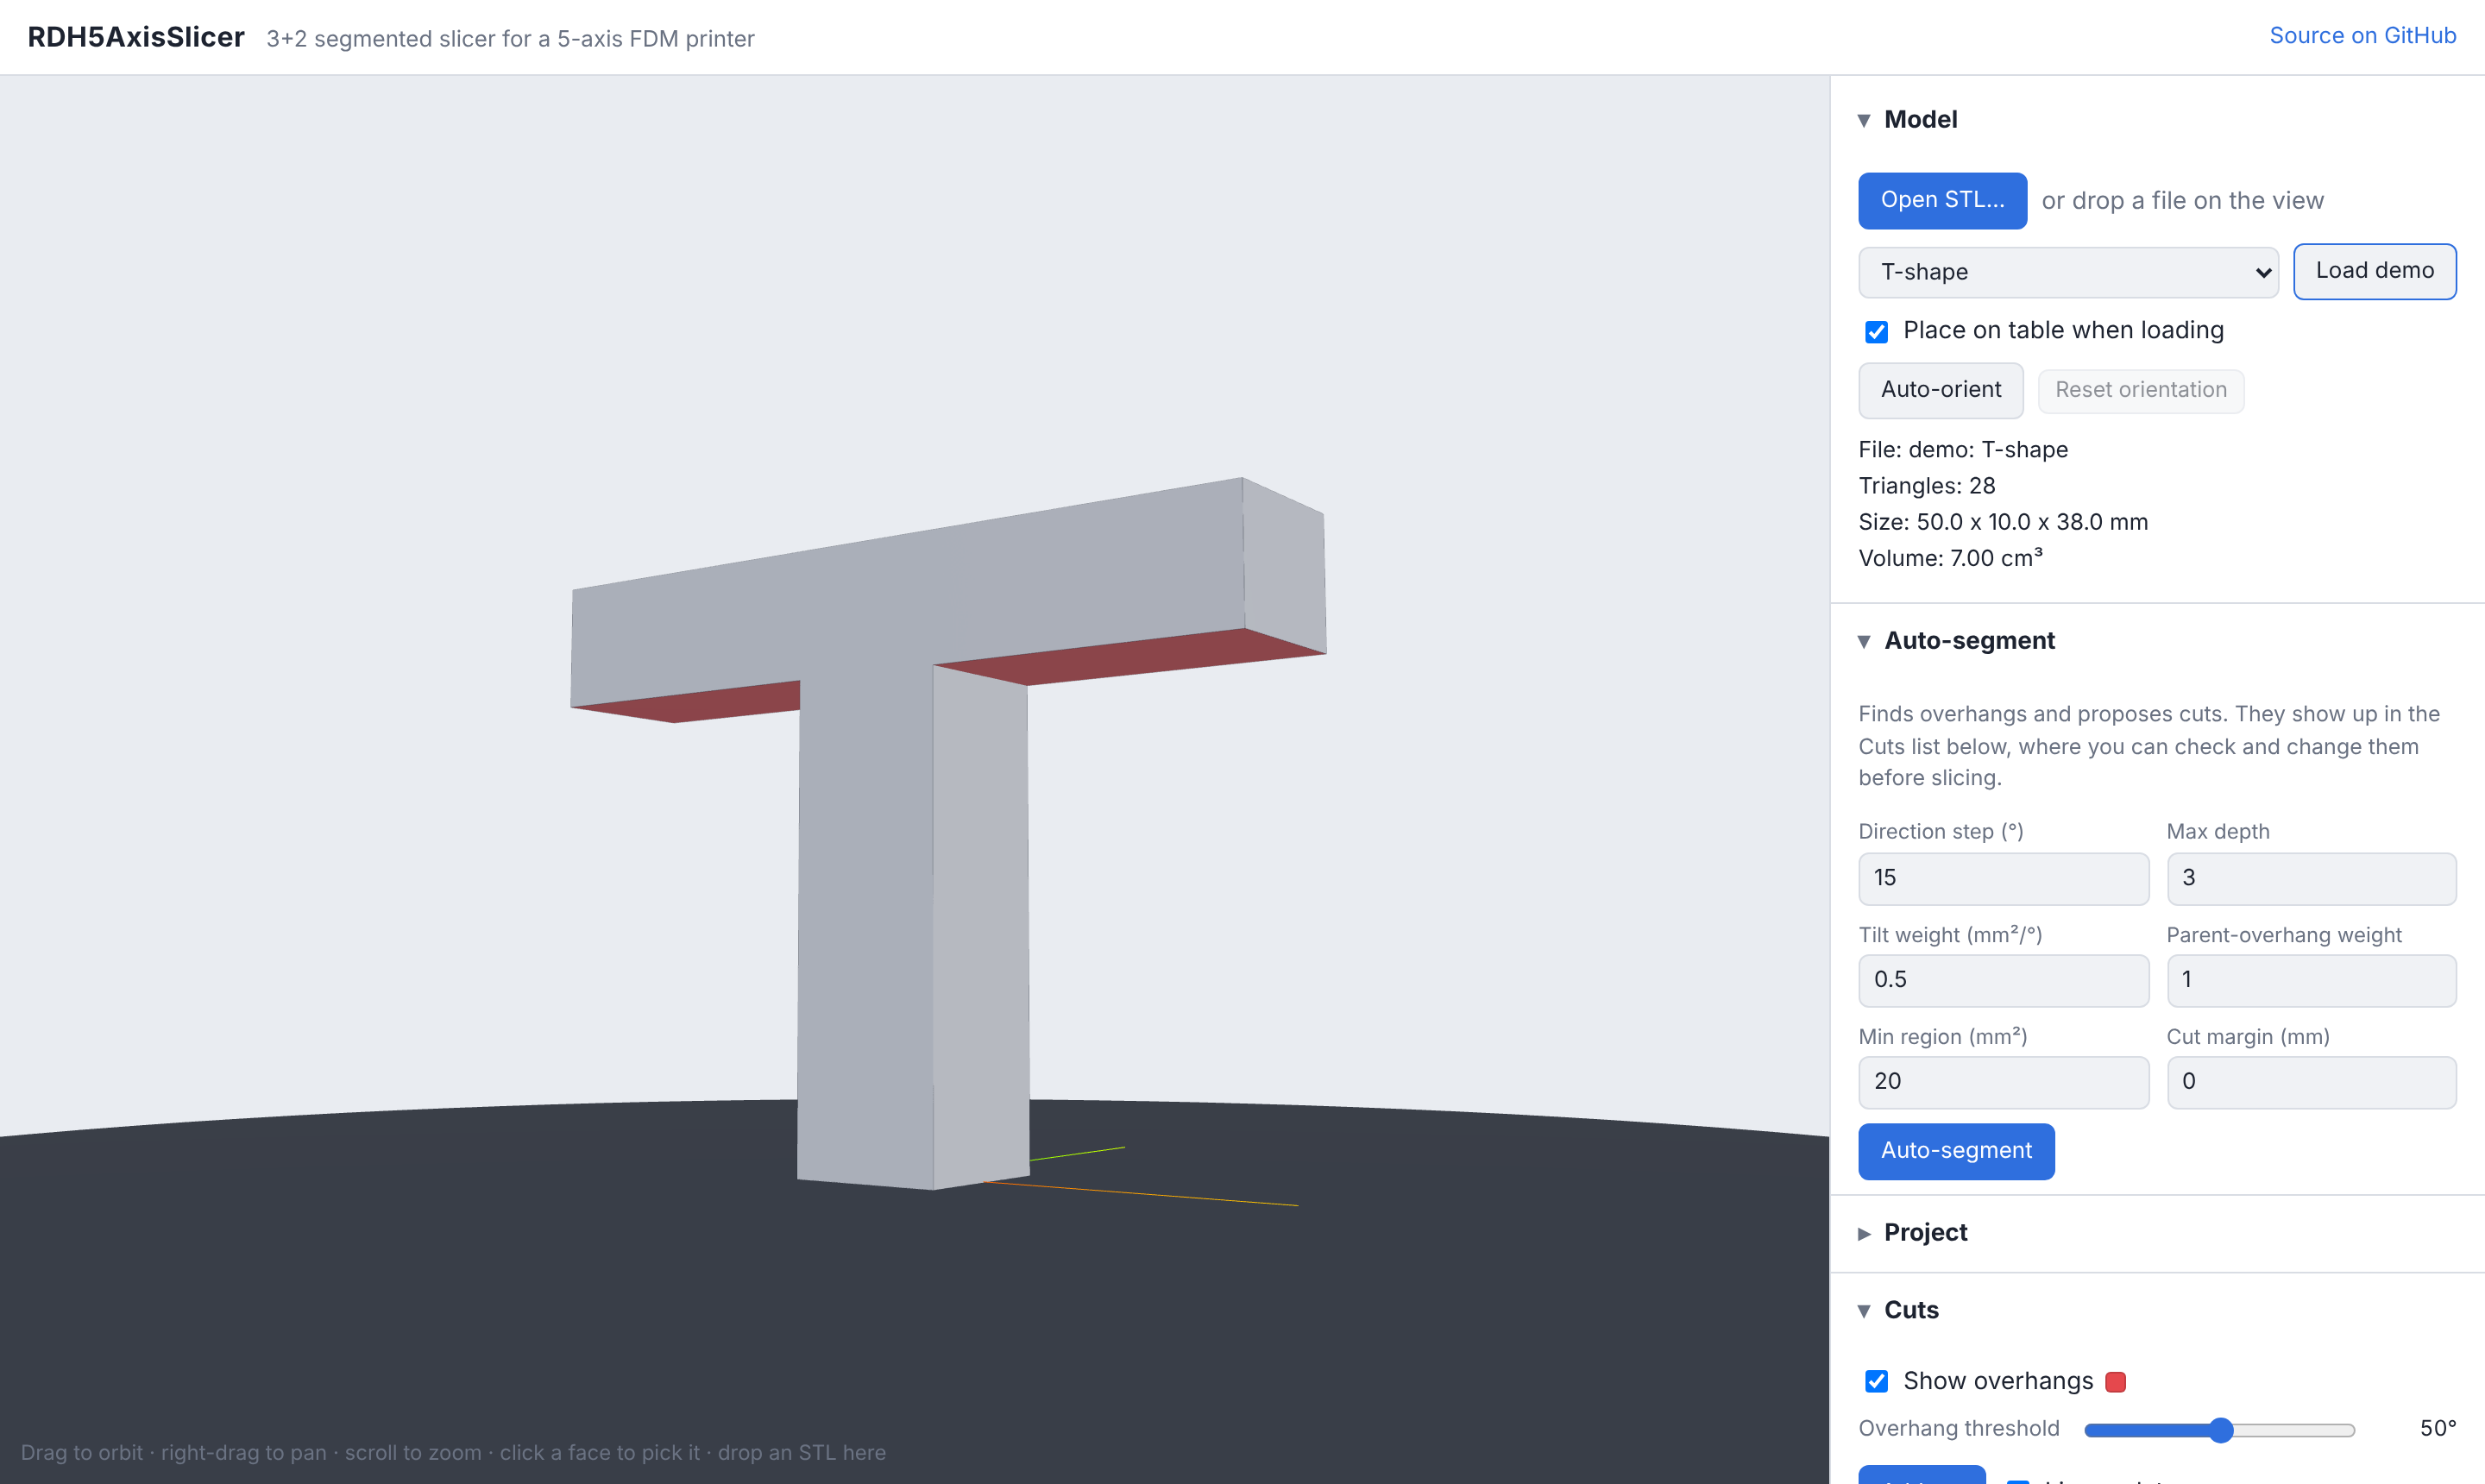 RDH5AxisSlicer 3+2 segmented slicer for a 5-axis FDM printer
Source on GitHub
Model
Open STL... or drop a file on the view
T-shape
Load demo
Place on table when loading
Auto-orient
Reset orientation
File: demo: T-shape
Triangles: 28
Size: 50.0 x 10.0 x 38.0 mm
Volume: 7.00 cm³
Auto-segment
Finds overhangs and proposes cuts. They show up in the
Cuts list below, where you can check and change them
before slicing.
Direction step (°)
Max depth
15
3
Tilt weight (mm²/°)
Parent-overhang weight
0.5
1
Min region (mm²)
Cut margin (mm)
20
0
Auto-segment
Project
Cuts
Show overhangs
Overhang threshold
50°
Drag to orbit · right-drag to pan · scroll to zoom · click a face to pick it · drop an STL here